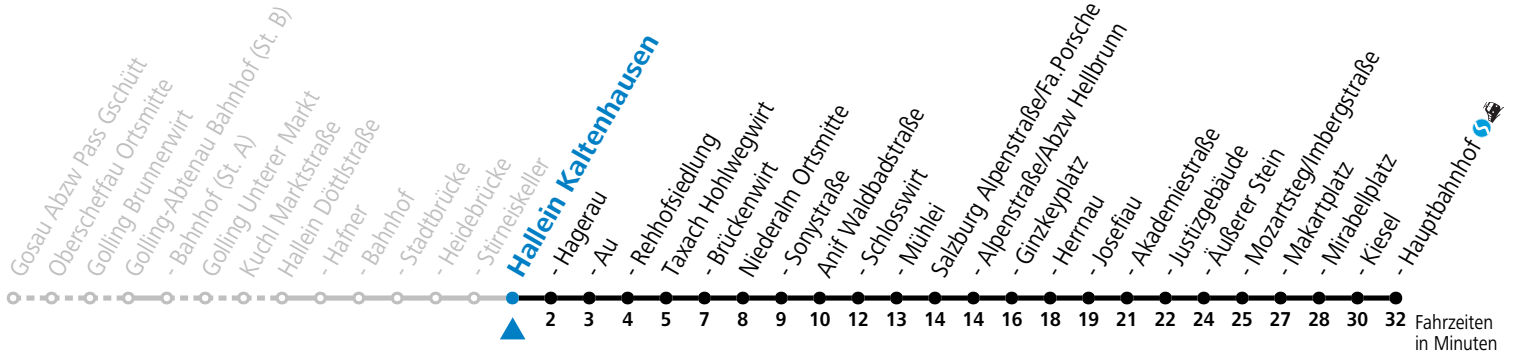 Gosau Abzw Pass Gschütt
Oberscheffau Ortsmitte
Golling Brunnerwirt
Golling-Abtenau Bahnhof (St. B)
- Bahnhof (St. A)
Golling Unterer Markt
Kuchl Marktstraße
Hallein Döttlstraße
- Hafner
- Bahnhof
- Stadtbrücke
- Heidebrücke
- Stirneiskeller
Hallein Kaltenhausen
- Hagerau
- Au
- Rehhofsiedlung
Taxach Hohlwegwirt
- Brückenwirt
Niederalm Ortsmitte
- Sonystraße
Anif Waldbadstraße
- Schlosswirt
- Mühlei
Salzburg Alpenstraße/Fa.Porsche
- Alpenstraße/Abzw Hellbrunn
- Ginzkeyplatz
- Herrnau
- Josefiau
- Akademiestraße
- Justizgebäude
- Äußerer Stein
- Mozartsteg/Imbergstraße
- Makartplatz
- Mirabellplatz
- Kiesel
- Hauptbahnhof
2 3 4 5 7 8 9 10 12 13 14 14 16 18 19 21 22 24 25 27 28 30 32 Fahrzeiten
in Minuten